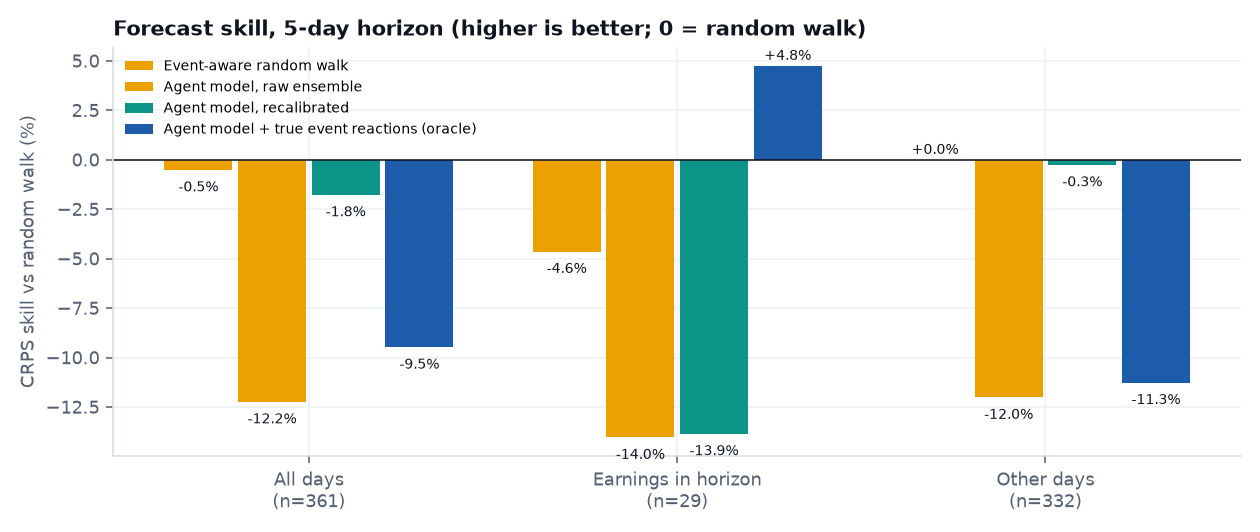 Forecast skill, 5-day horizon (higher is better; 0 = random walk)
CRPS skill vs random walk (%)
5.0
2.5
0.0
−2.5
−5.0
−7.5
−10.0
−12.5
Event-aware random walk
Agent model, raw ensemble
Agent model, recalibrated
Agent model + true event reactions (oracle)
-0.5%
-12.2%
-1.8%
-9.5%
-4.6%
-14.0%
-13.9%
+4.8%
+0.0%
-12.0%
-0.3%
-11.3%
All days
(n=361)
Earnings in horizon
(n=29)
Other days
(n=332)